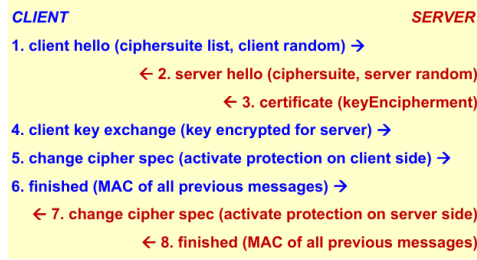 CLIENT SERVER
1. client hello (ciphersuite list, client random) →
← 2. server hello (ciphersuite, server random)
← 3. certificate (keyEncipherment)
4. client key exchange (key encrypted for server) →
5. change cipher spec (activate protection on client side) →
6. finished (MAC of all previous messages) →
← 7. change cipher spec (activate protection on server side)
← 8. finished (MAC of all previous messages)